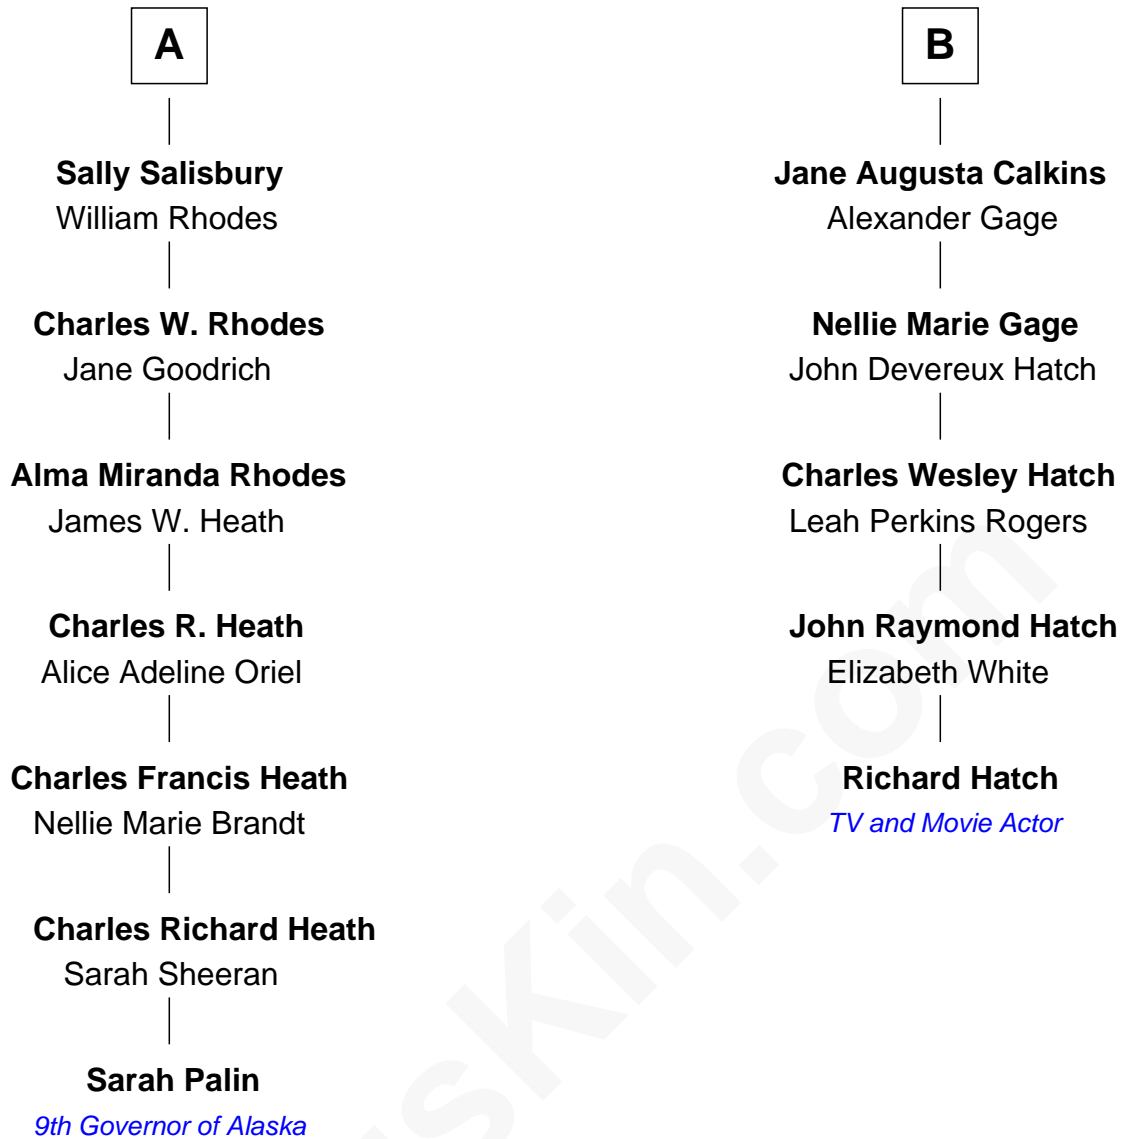 A
Sally Salisbury
William Rhodes
Charles W. Rhodes
Jane Goodrich
Alma Miranda Rhodes
James W. Heath
Charles R. Heath
Alice Adeline Oriel
Charles Francis Heath
Nellie Marie Brandt
Charles Richard Heath
Sarah Sheeran
Sarah Palin
9th Governor of Alaska
B
Jane Augusta Calkins
Alexander Gage
Nellie Marie Gage
John Devereux Hatch
Charles Wesley Hatch
Leah Perkins Rogers
John Raymond Hatch
Elizabeth White
Richard Hatch
TV and Movie Actor
sKin.com